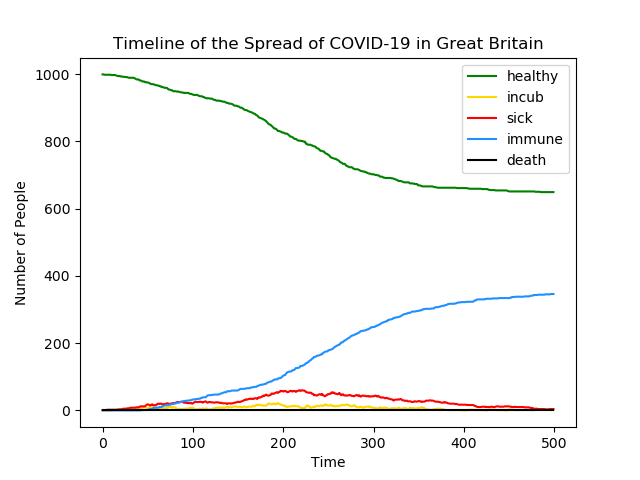 Timeline of the Spread of COVID-19 in Great Britain
1000
800
600
400
200
0
Number of People
healthy
incub
sick
immune
death
0 100 200 300 400 500
Time